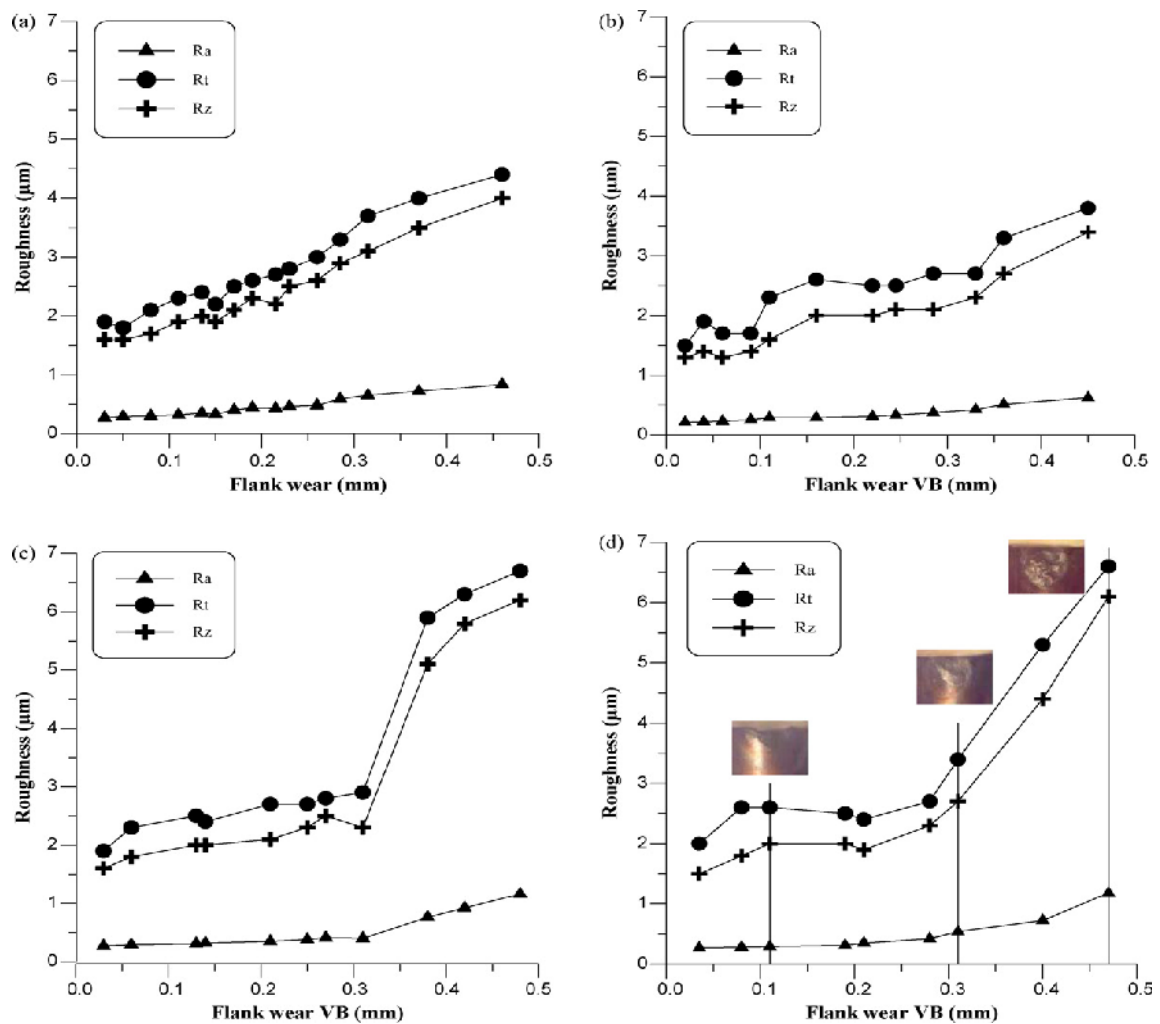 (a)
7
6
5
4
3
2
1
0
Ra
Rt
Rz
Roughness (μm)
0.0 0.1 0.2 0.3 0.4 0.5
Flank wear (mm)
(b)
7
6
5
4
3
2
1
0
Ra
Rt
Rz
Roughness (μm)
0.0 0.1 0.2 0.3 0.4 0.5
Flank wear VB (mm)
(c)
7
6
5
4
3
2
1
0
Ra
Rt
Rz
Roughness (μm)
0.0 0.1 0.2 0.3 0.4 0.5
Flank wear VB (mm)
(d)
7
6
5
4
3
2
1
0
Ra
Rt
Rz
Roughness (μm)
0.0 0.1 0.2 0.3 0.4 0.5
Flank wear VB (mm)